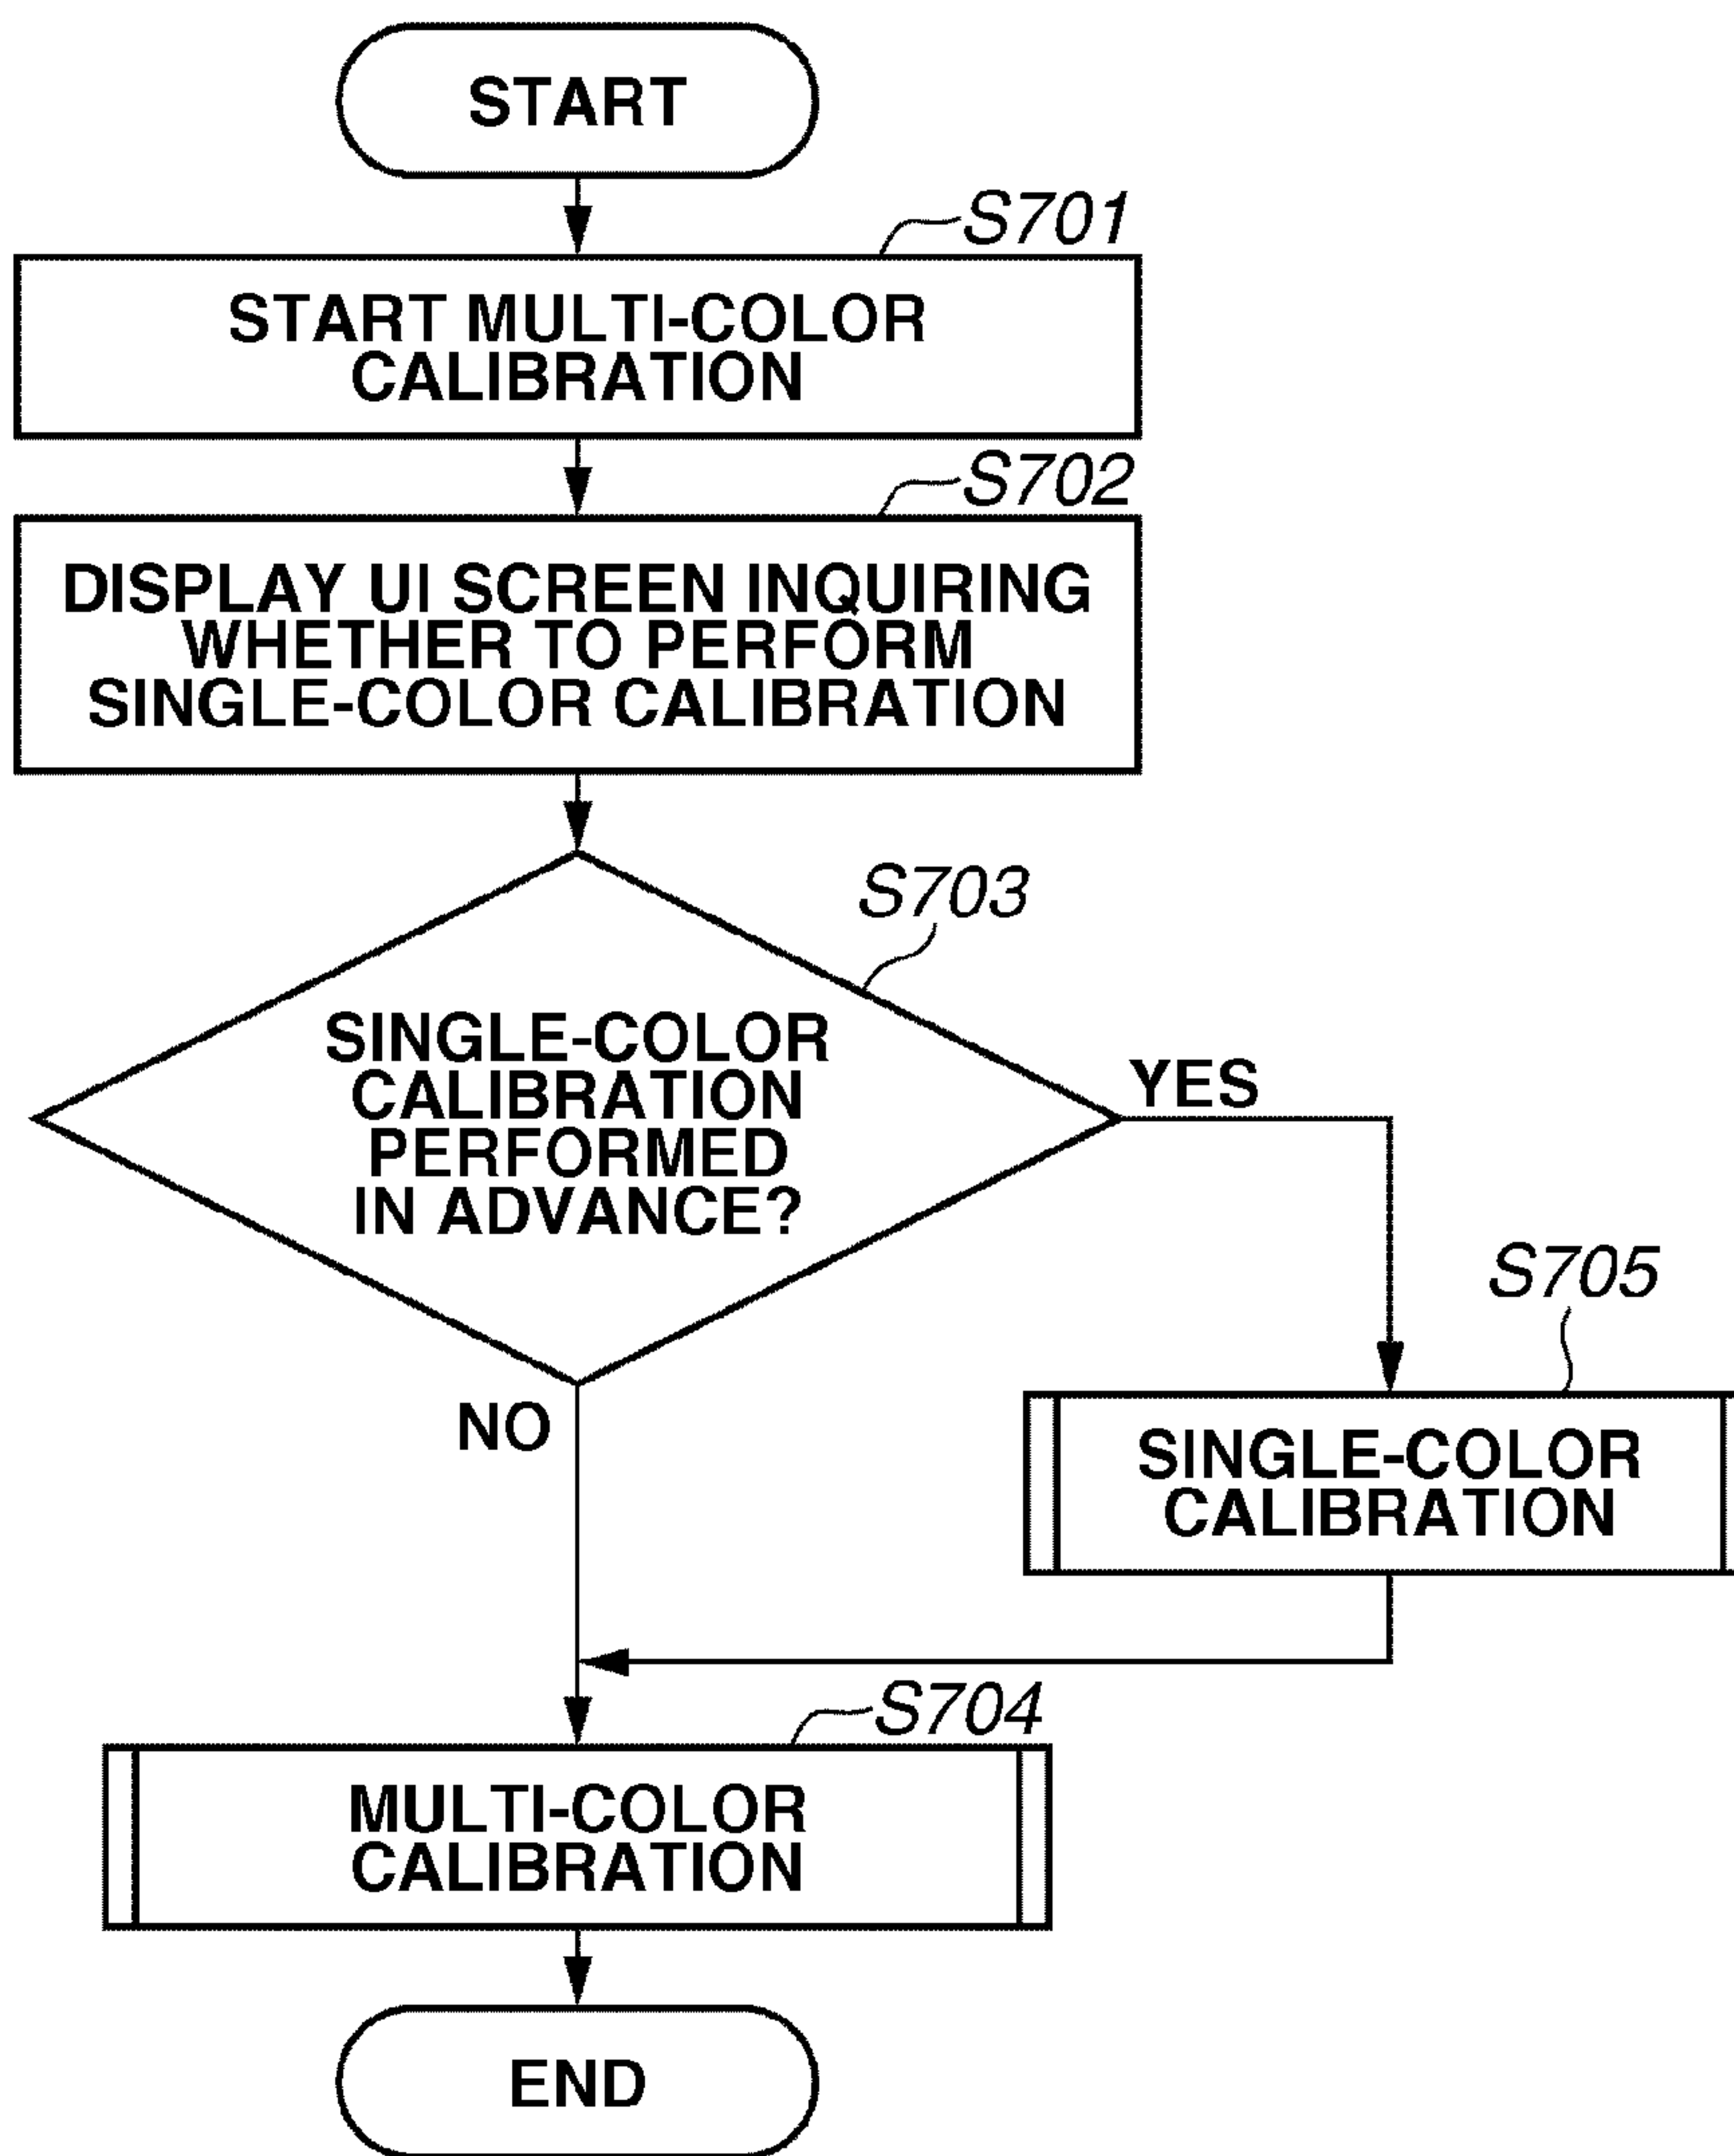 START
S701
START MULTI-COLOR
CALIBRATION
S702
DISPLAY UI SCREEN INQUIRING
WHETHER TO PERFORM
SINGLE-COLOR CALIBRATION
S703
SINGLE-COLOR
CALIBRATION
PERFORMED
IN ADVANCE?
YES
NO
S705
SINGLE-COLOR
CALIBRATION
S704
MULTI-COLOR
CALIBRATION
END